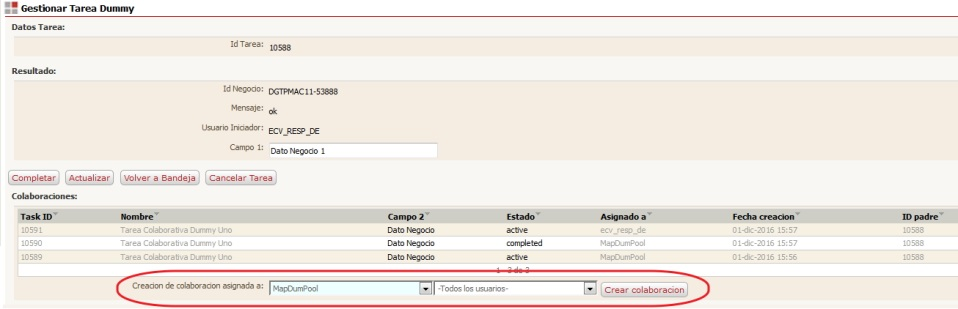 Gestionar Tarea Dummy
Datos Tarea:
Id Tarea: 10588
Resultado:
Id Negocio: DGTPMAC11-53888
Mensaje: ok
Usuario Iniciador: ECV_RESP_DE
Campo 1: Dato Negocio 1
Completar Actualizar Volver a Bandeja Cancelar Tarea
Colaboraciones:
Task ID Nombre Campo 2 Estado Asignado a Fecha creacion ID padre
10591 Tarea Colaborativa Dummy Uno Dato Negocio active ecv_resp_de 01-dic-2016 15:57 10588
10590 Tarea Colaborativa Dummy Uno Dato Negocio completed MapDumPool 01-dic-2016 15:57 10588
10589 Tarea Colaborativa Dummy Uno Dato Negocio active MapDumPool 01-dic-2016 15:56 10588
1 - 3 de 3
Creacion de colaboracion asignada a: MapDumPool -Todos los usuarios- Crear colaboracion